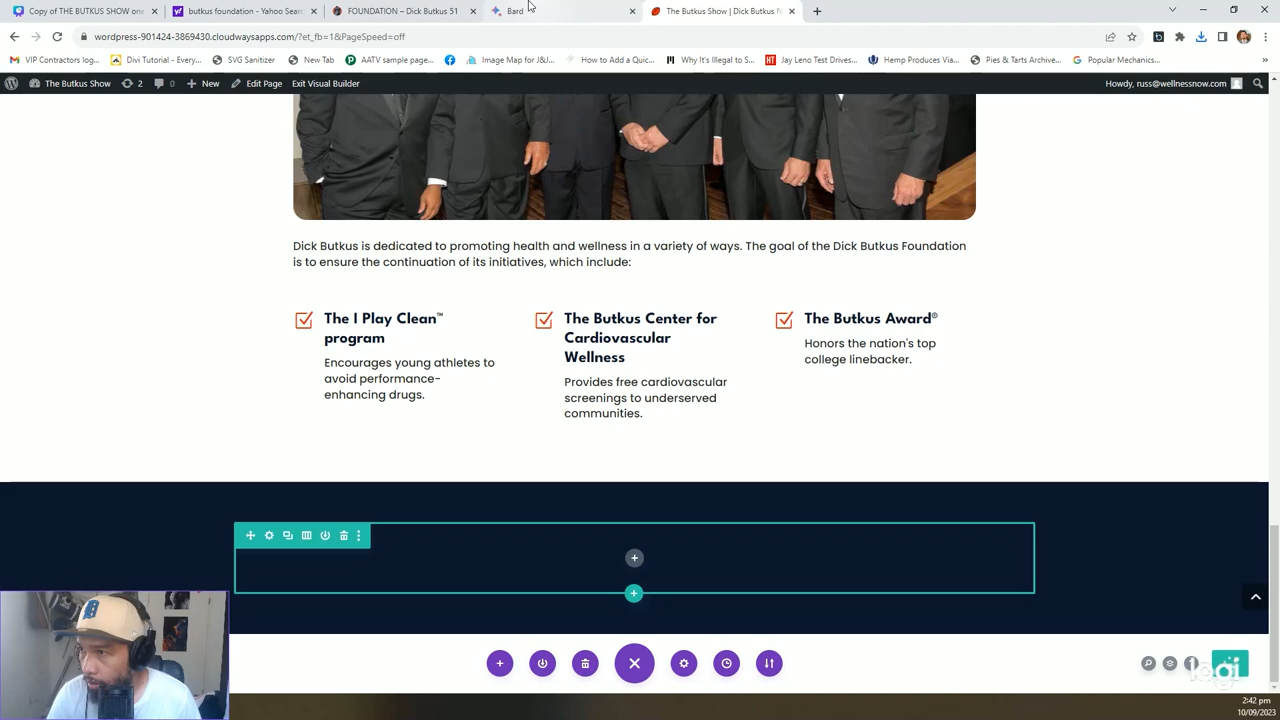 Copy of THE BUTKUS SHOW one
butkus foundation - Yahoo Sear
FOUNDATION – Dick Butkus 51
Bard
The Butkus Show | Dick Butkus N
wordpress-901424-3869430.cloudwaysapps.com/?et_fb=1&PageSpeed=off
VIP Contractors log...
Divi Tutorial - Every...
SVG Sanitizer
New Tab
AATV sample page...
Image Map for J&J...
How to Add a Quic...
Why It's Illegal to S...
Jay Leno Test Drives...
Hemp Produces Via...
Pies & Tarts Archive...
Popular Mechanics...
The Butkus Show
2
0
New
Edit Page
Exit Visual Builder
Howdy, russ@wellnessnow.com
Dick Butkus is dedicated to promoting health and wellness in a variety of ways. The goal of the Dick Butkus Foundation
is to ensure the continuation of its initiatives, which include:
The I Play Clean™
program
Encourages young athletes to
avoid performance-
enhancing drugs.
The Butkus Center for
Cardiovascular
Wellness
Provides free cardiovascular
screenings to underserved
communities.
The Butkus Award®
Honors the nation's top
college linebacker.
logi
2:42 pm
10/09/2023